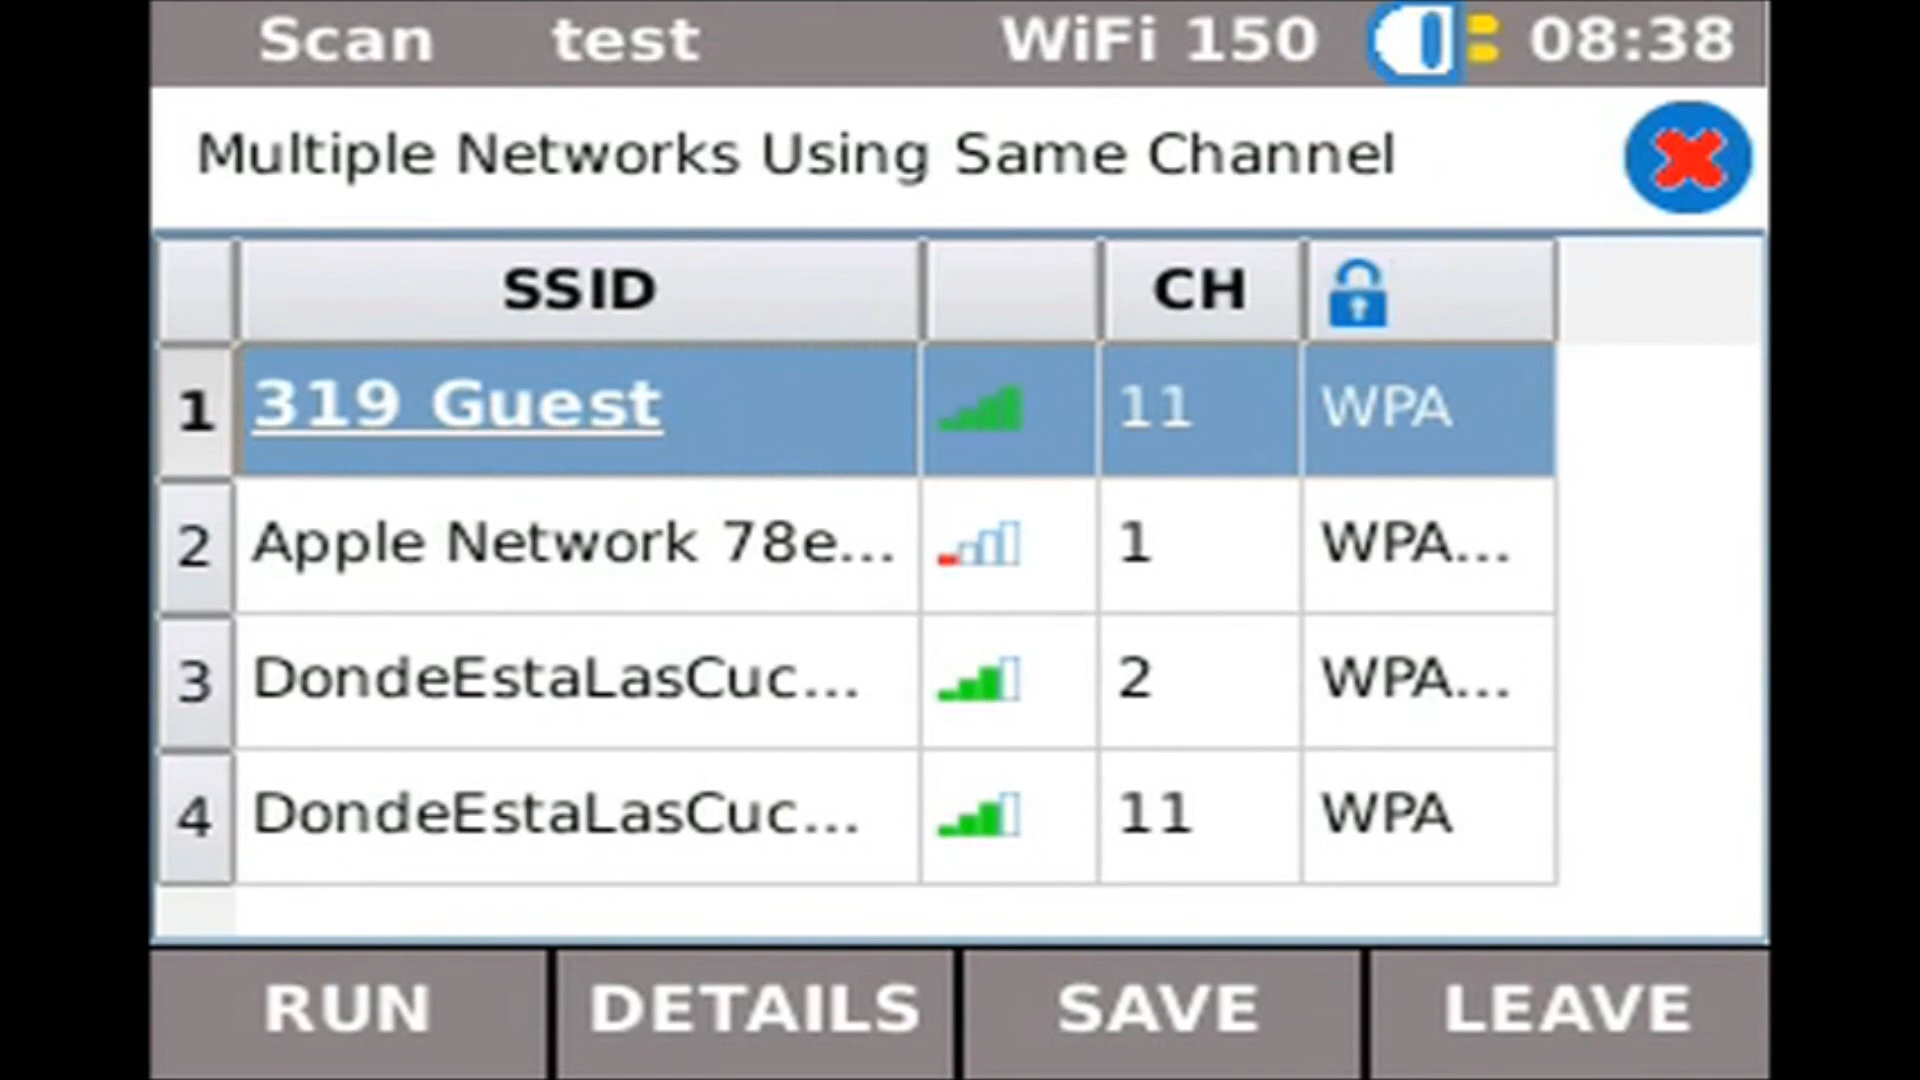 Scan test WiFi 150 08:38
Multiple Networks Using Same Channel
SSID CH
1 319 Guest 11 WPA
2 Apple Network 78e... 1 WPA...
3 DondeEstaLasCuc... 2 WPA...
4 DondeEstaLasCuc... 11 WPA
RUN DETAILS SAVE LEAVE